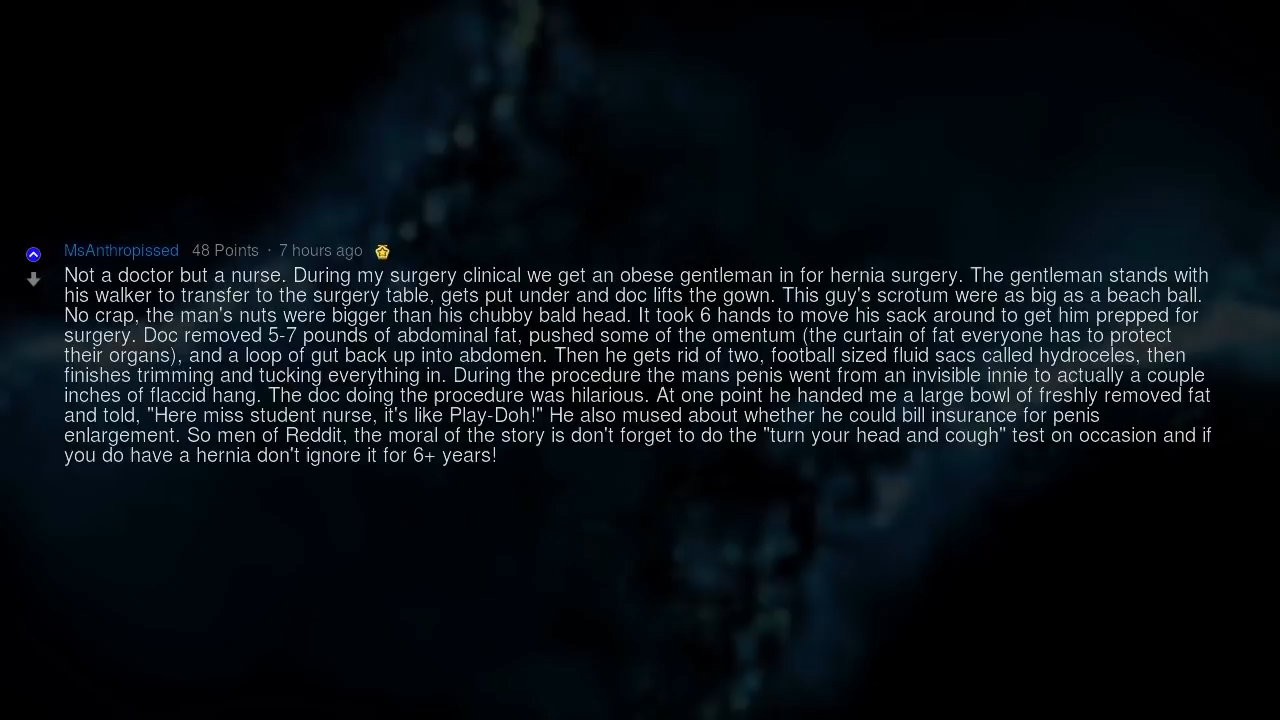 MsAnthropissed 48 Points · 7 hours ago
Not a doctor but a nurse. During my surgery clinical we get an obese gentleman in for hernia surgery. The gentleman stands with
his walker to transfer to the surgery table, gets put under and doc lifts the gown. This guy's scrotum were as big as a beach ball.
No crap, the man's nuts were bigger than his chubby bald head. It took 6 hands to move his sack around to get him prepped for
surgery. Doc removed 5-7 pounds of abdominal fat, pushed some of the omentum (the curtain of fat everyone has to protect
their organs), and a loop of gut back up into abdomen. Then he gets rid of two, football sized fluid sacs called hydroceles, then
finishes trimming and tucking everything in. During the procedure the mans penis went from an invisible innie to actually a couple
inches of flaccid hang. The doc doing the procedure was hilarious. At one point he handed me a large bowl of freshly removed fat
and told, "Here miss student nurse, it's like Play-Doh!" He also mused about whether he could bill insurance for penis
enlargement. So men of Reddit, the moral of the story is don't forget to do the "turn your head and cough" test on occasion and if
you do have a hernia don't ignore it for 6+ years!